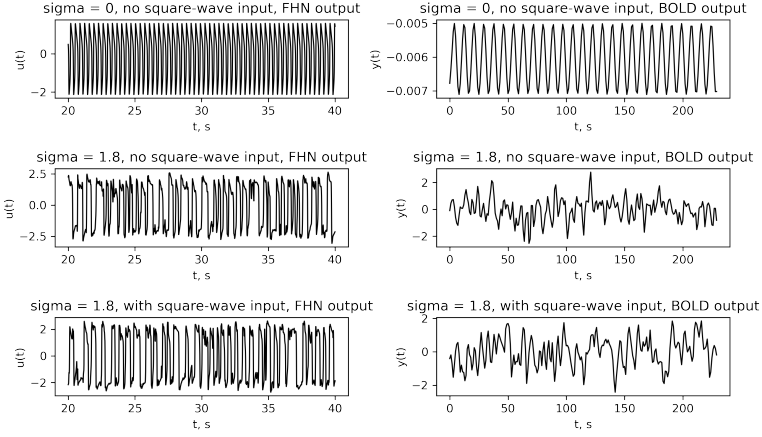 sigma = 0, no square-wave input, FHN output
0
−2
u(t)
20 25 30 35 40
t, s
sigma = 0, no square-wave input, BOLD output
−0.005
−0.006
−0.007
y(t)
0 50 100 150 200
t, s
sigma = 1.8, no square-wave input, FHN output
2.5
0.0
−2.5
u(t)
20 25 30 35 40
t, s
sigma = 1.8, no square-wave input, BOLD output
2
0
−2
y(t)
0 50 100 150 200
t, s
sigma = 1.8, with square-wave input, FHN output
2
0
−2
u(t)
20 25 30 35 40
t, s
sigma = 1.8, with square-wave input, BOLD output
2
0
−2
y(t)
0 50 100 150 200
t, s